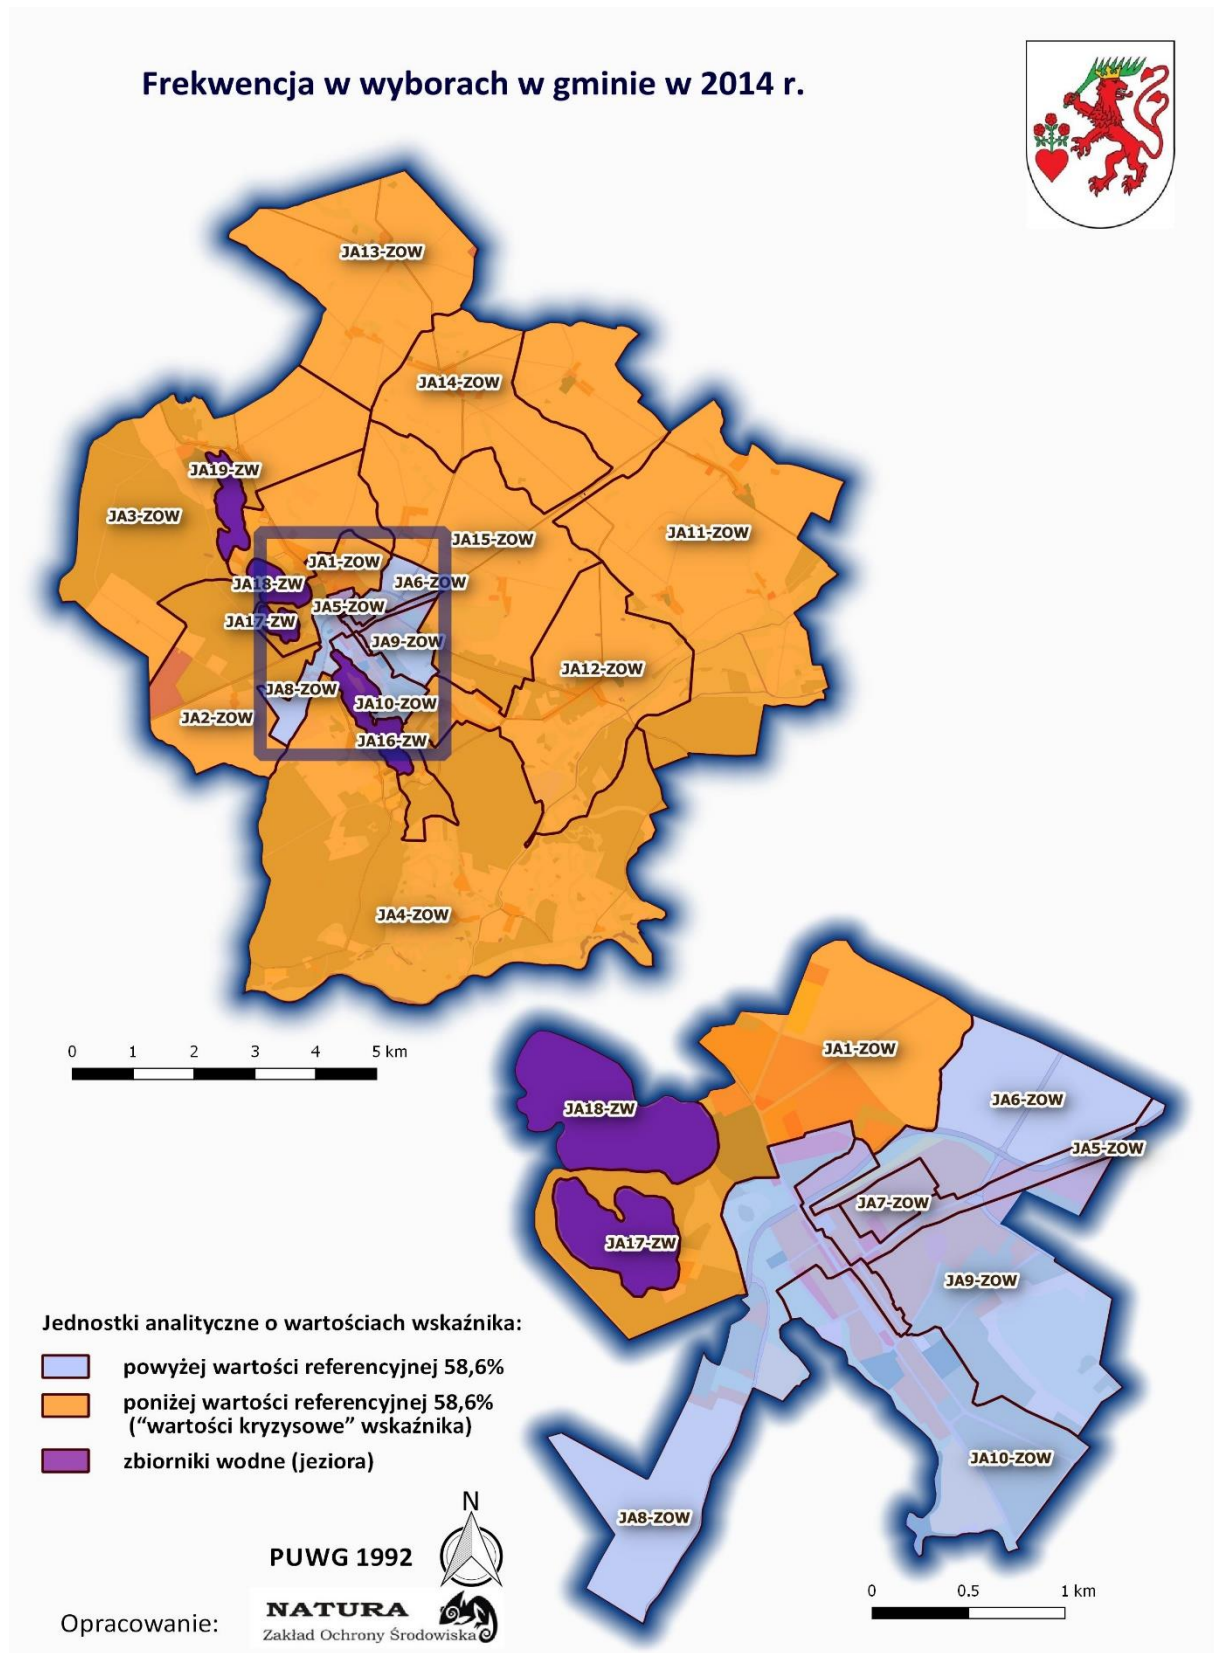 Frekwencja w wyborach w gminie w 2014 r.
JA13-ZOW
JA14-ZOW
JA19-ZW
JA3-ZOW
JA11-ZOW
JA15-ZOW
JA1-ZOW
JA18-ZW
JA6-ZOW
JA5-ZOW
JA17-ZW
JA9-ZOW
JA12-ZOW
JA8-ZOW
JA10-ZOW
JA2-ZOW
JA16-ZW
JA4-ZOW
0 1 2 3 4 5 km
JA1-ZOW
JA18-ZW
JA6-ZOW
JA5-ZOW
JA7-ZOW
JA17-ZW
JA9-ZOW
JA10-ZOW
JA8-ZOW
Jednostki analityczne o wartościach wskaźnika:
powyżej wartości referencyjnej 58,6%
poniżej wartości referencyjnej 58,6%
(“wartości kryzysowe” wskaźnika)
zbiorniki wodne (jeziora)
N
PUWG 1992
0 0.5 1 km
Opracowanie:
NATURA
Zakład Ochrony Środowiska